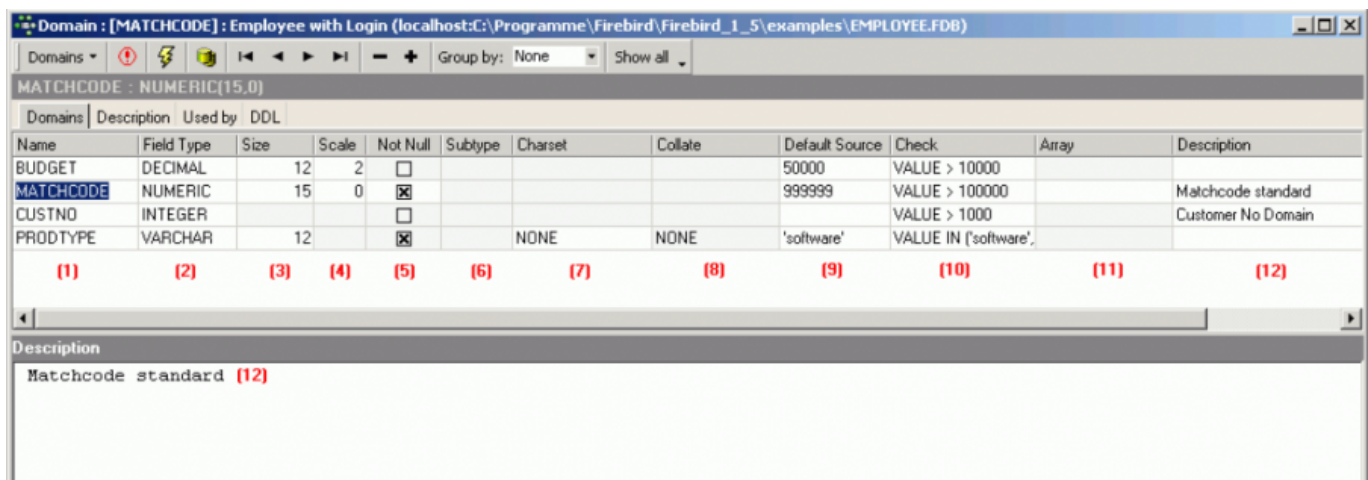 Domain : [MATCHCODE] : Employee with Login (localhost:C:\Programme\Firebird\Firebird_1_5\examples\EMPLOYEE.FDB)
Domains Group by: None Show all
MATCHCODE : NUMERIC(15,0)
Domains Description Used by DDL
Name Field Type Size Scale Not Null Subtype Charset Collate Default Source Check Array Description
BUDGET DECIMAL 12 2 50000 VALUE > 10000
MATCHCODE NUMERIC 15 0 999999 VALUE > 100000 Matchcode standard
CUSTNO INTEGER VALUE > 1000 Customer No Domain
PRODTYPE VARCHAR 12 NONE NONE 'software' VALUE IN ('software',
(1) (2) (3) (4) (5) (6) (7) (8) (9) (10) (11) (12)
Description
Matchcode standard (12)